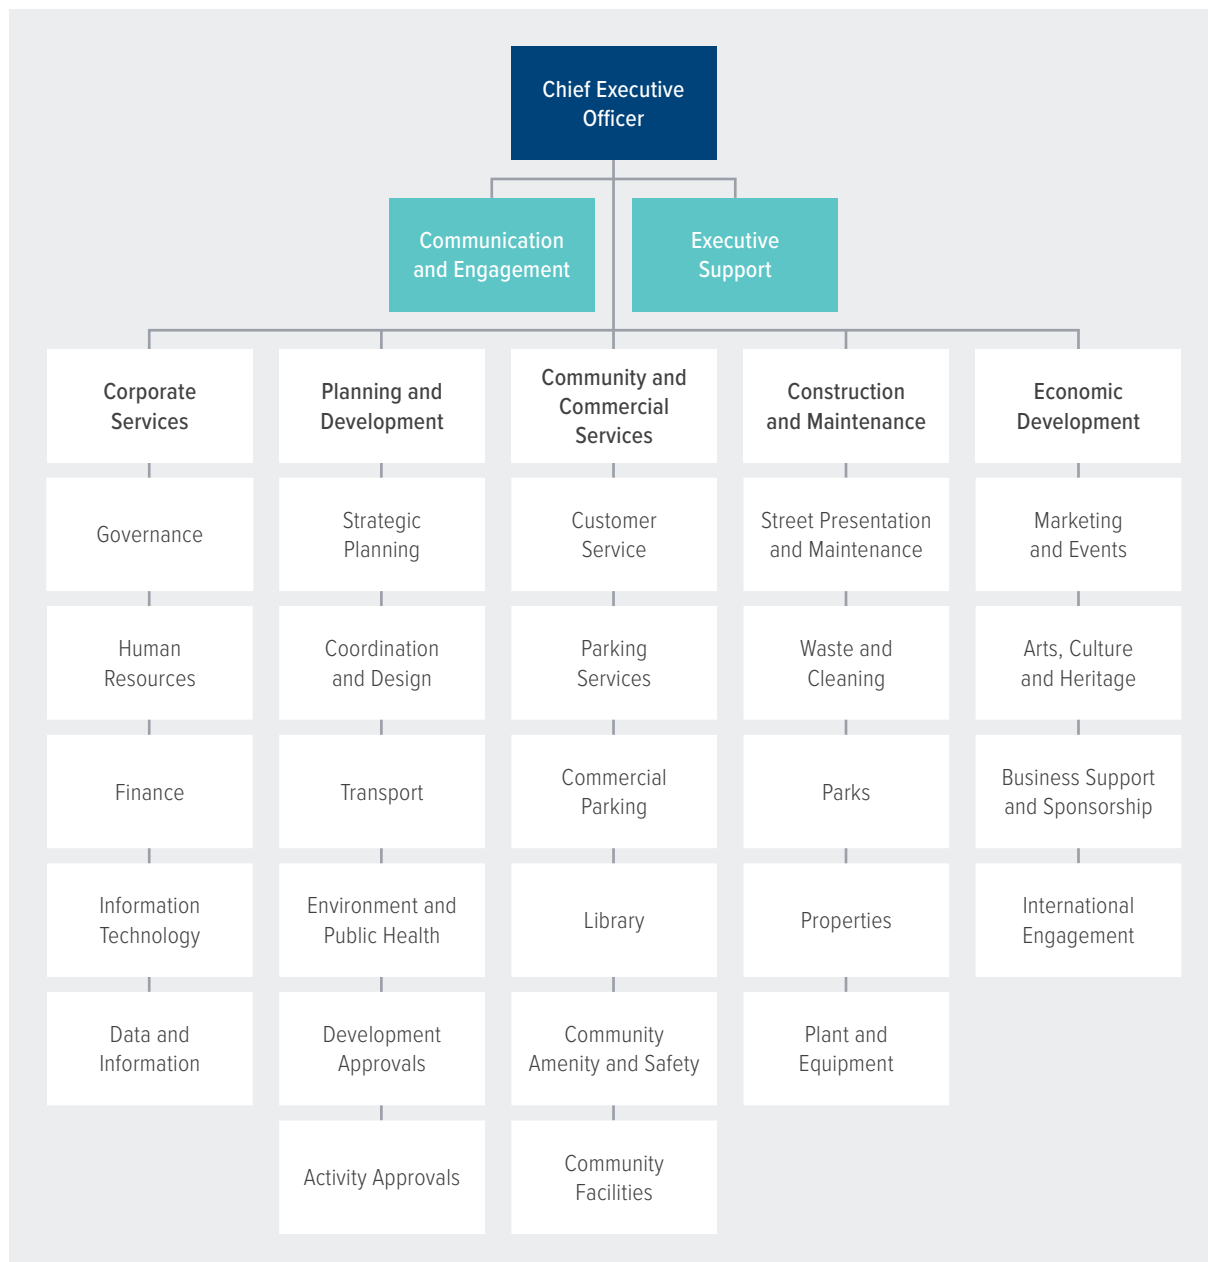 Chief Executive
Officer
Communication
and Engagement
Executive
Support
Corporate
Services
Governance
Human
Resources
Finance
Information
Technology
Data and
Information
Planning and
Development
Strategic
Planning
Coordination
and Design
Transport
Environment and
Public Health
Development
Approvals
Activity Approvals
Community and
Commercial
Services
Customer
Service
Parking
Services
Commercial
Parking
Library
Community
Amenity and Safety
Community
Facilities
Construction
and Maintenance
Street Presentation
and Maintenance
Waste and
Cleaning
Parks
Properties
Plant and
Equipment
Economic
Development
Marketing
and Events
Arts, Culture
and Heritage
Business Support
and Sponsorship
International
Engagement